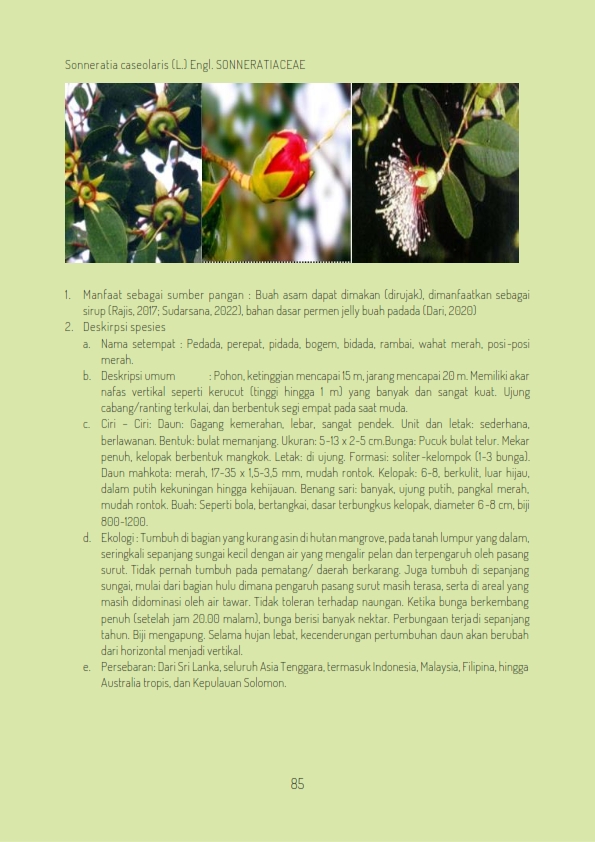 Sonneratia caseolaris (L.) Engl. SONNERATIACEAE
1. Manfaat sebagai sumber pangan : Buah asam dapat dimakan (dirujak), dimanfaatkan sebagai
sirup (Rajis, 2017; Sudarsana, 2022), bahan dasar permen jelly buah padada (Dari, 2020)
2. Deskirpsi spesies
a. Nama setempat : Pedada, perepat, pidada, bogem, bidada, rambai, wahat merah, posi-posi
merah.
b. Deskripsi umum : Pohon, ketinggian mencapai 15 m, jarang mencapai 20 m. Memiliki akar
nafas vertikal seperti kerucut (tinggi hingga 1 m) yang banyak dan sangat kuat. Ujung
cabang/ranting terkulai, dan berbentuk segi empat pada saat muda.
c. Ciri – Ciri: Daun: Gagang kemerahan, lebar, sangat pendek. Unit dan letak: sederhana,
berlawanan. Bentuk: bulat memanjang. Ukuran: 5-13 x 2-5 cm.Bunga: Pucuk bulat telur. Mekar
penuh, kelopak berbentuk mangkok. Letak: di ujung. Formasi: soliter-kelompok (1-3 bunga).
Daun mahkota: merah, 17-35 x 1,5-3,5 mm, mudah rontok. Kelopak: 6-8, berkulit, luar hijau,
dalam putih kekuningan hingga kehijauan. Benang sari: banyak, ujung putih, pangkal merah,
mudah rontok. Buah: Seperti bola, bertangkai, dasar terbungkus kelopak, diameter 6-8 cm, biji
800-1200.
d. Ekologi : Tumbuh di bagian yang kurang asin di hutan mangrove, pada tanah lumpur yang dalam,
seringkali sepanjang sungai kecil dengan air yang mengalir pelan dan terpengaruh oleh pasang
surut. Tidak pernah tumbuh pada pematang/ daerah berkarang. Juga tumbuh di sepanjang
sungai, mulai dari bagian hulu dimana pengaruh pasang surut masih terasa, serta di areal yang
masih didominasi oleh air tawar. Tidak toleran terhadap naungan. Ketika bunga berkembang
penuh (setelah jam 20.00 malam), bunga berisi banyak nektar. Perbungaan terjadi sepanjang
tahun. Biji mengapung. Selama hujan lebat, kecenderungan pertumbuhan daun akan berubah
dari horizontal menjadi vertikal.
e. Persebaran: Dari Sri Lanka, seluruh Asia Tenggara, termasuk Indonesia, Malaysia, Filipina, hingga
Australia tropis, dan Kepulauan Solomon.
85